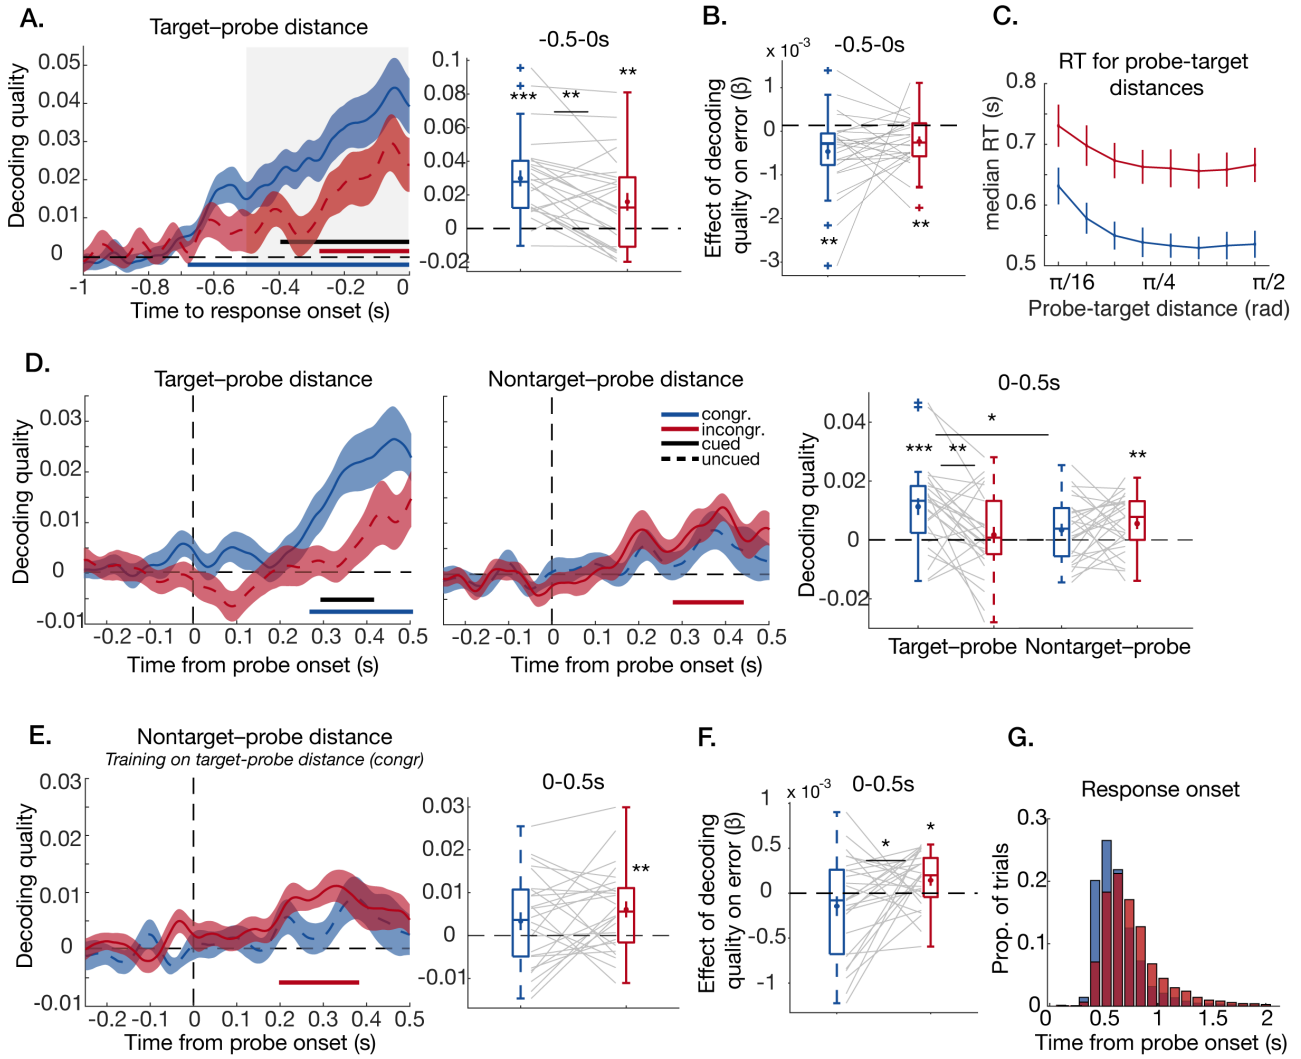 A.
Target–probe distance
Decoding quality
0.05
0.04
0.03
0.02
0.01
0
-1 -0.8 -0.6 -0.4 -0.2 0
Time to response onset (s)
-0.5-0s
0.1
0.08
0.06
0.04
0.02
0
-0.02
*** ** **
B.
x 10⁻³
-0.5-0s
Effect of decoding
quality on error (β)
1
0
-1
-2
-3
** **
C.
RT for probe-target
distances
median RT (s)
0.8
0.7
0.6
0.5
π/16 π/4 π/2
Probe-target distance (rad)
D.
Target–probe distance
Decoding quality
0.03
0.02
0.01
0
-0.01
-0.2 -0.1 0 0.1 0.2 0.3 0.4 0.5
Time from probe onset (s)
Nontarget–probe distance
congr.
incongr.
cued
uncued
-0.2 -0.1 0 0.1 0.2 0.3 0.4 0.5
Time from probe onset (s)
0-0.5s
Decoding quality
0.04
0.02
0
-0.02
*** ** * **
Target–probe Nontarget–probe
E.
Nontarget–probe distance
Training on target-probe distance (congr)
Decoding quality
0.03
0.02
0.01
0
-0.01
-0.2 -0.1 0 0.1 0.2 0.3 0.4 0.5
Time from probe onset (s)
0-0.5s
0.03
0.02
0.01
0
-0.01
**
F.
x 10⁻³
0-0.5s
Effect of decoding
quality on error (β)
1
0.5
0
-0.5
-1
* *
G.
Response onset
Prop. of trials
0.3
0.2
0.1
0
0 0.5 1 1.5 2
Time from probe onset (s)